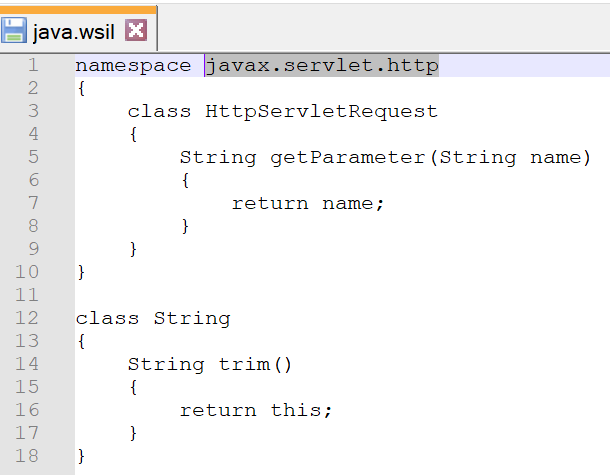 java.wsil
1 namespace javax.servlet.http
2 {
3     class HttpServletRequest
4     {
5         String getParameter(String name)
6         {
7             return name;
8         }
9     }
10 }
11
12 class String
13 {
14     String trim()
15     {
16         return this;
17     }
18 }